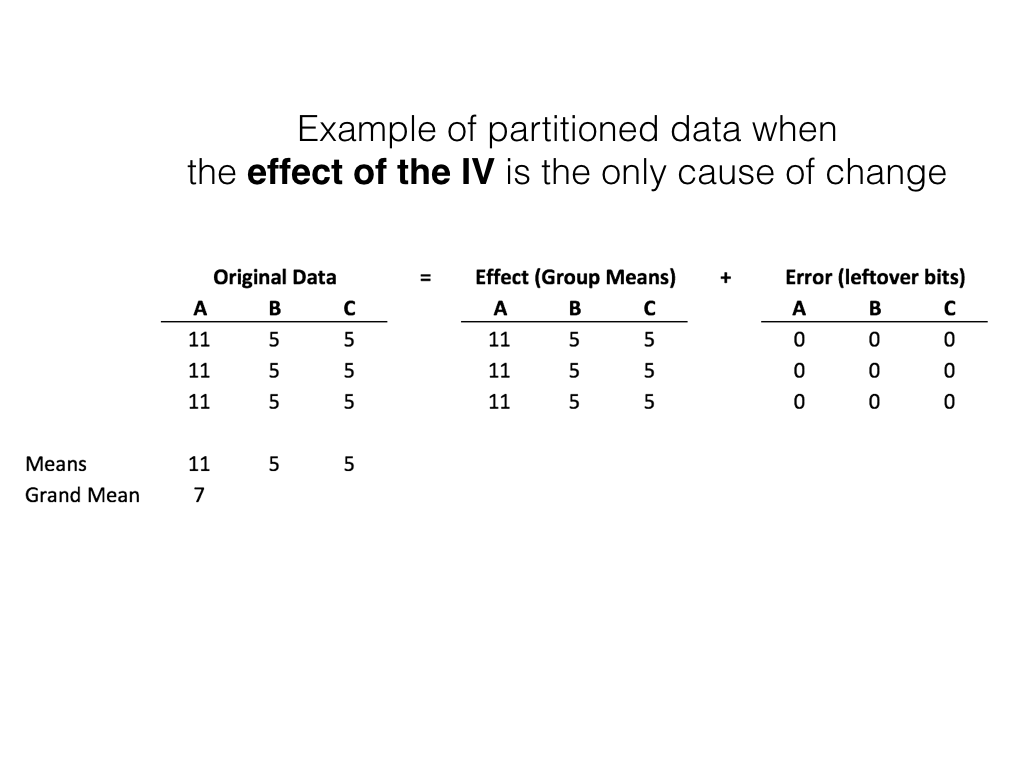 Example of partitioned data when
the effect of the IV is the only cause of change
Original Data = Effect (Group Means) + Error (leftover bits)
A B C A B C A B C
11 5 5 11 5 5 0 0 0
11 5 5 11 5 5 0 0 0
11 5 5 11 5 5 0 0 0
Means 11 5 5
Grand Mean 7